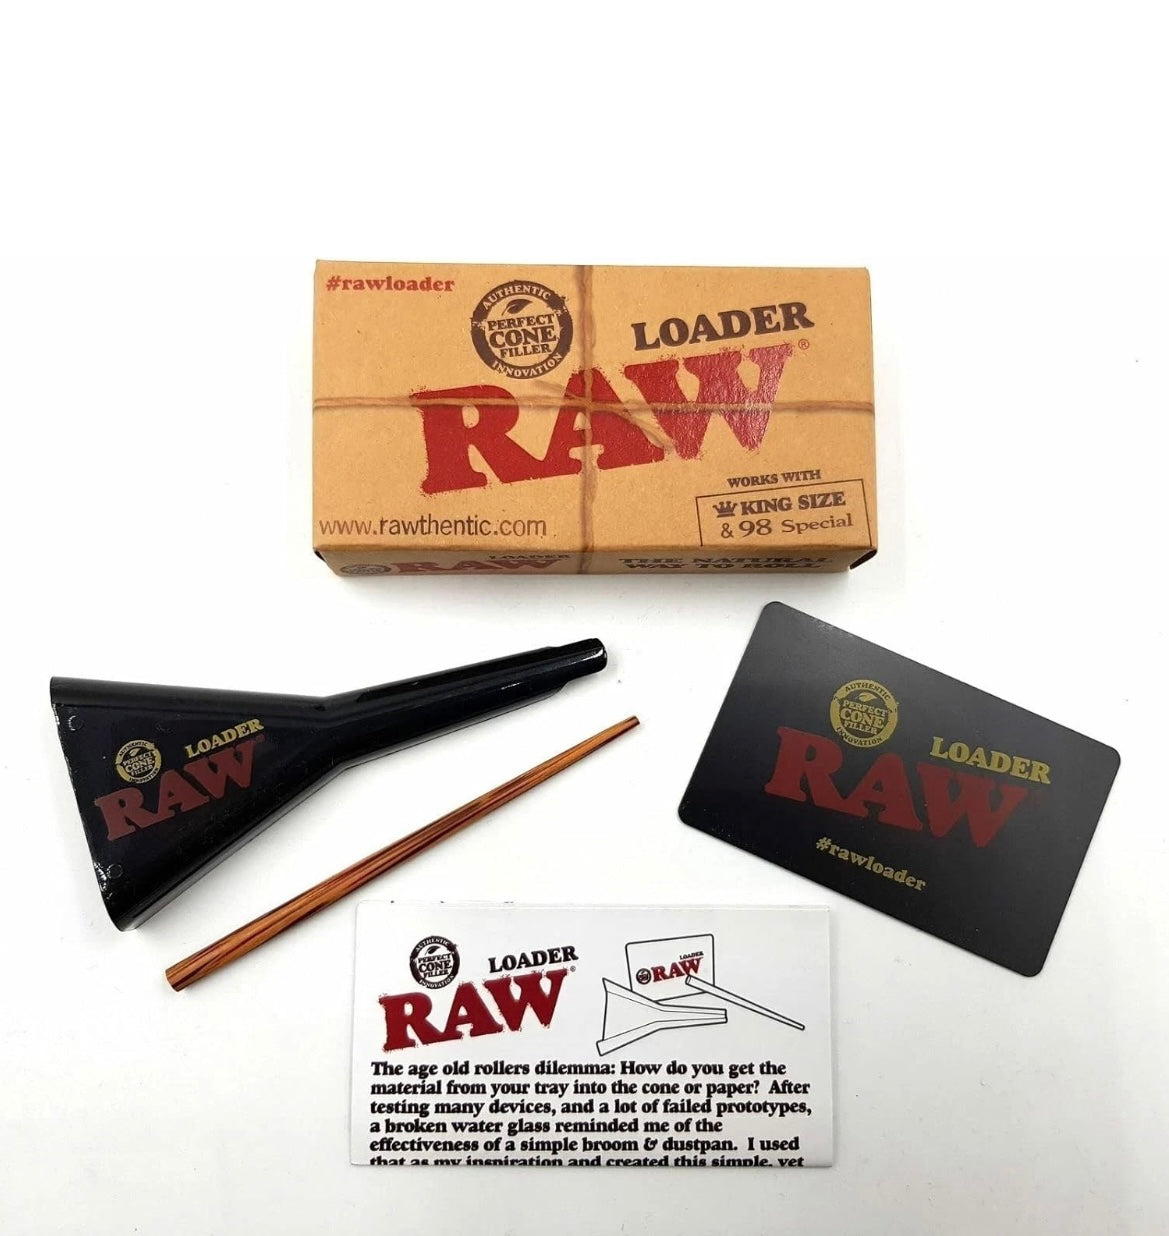 #rawloader
AUTHENTIC
PERFECT
CONE
FILLER
INNOVATION
LOADER
RAW®
WORKS WITH
KING SIZE
& 98 Special
www.rawthentic.com
LOADER
RAW
THE NATURAL
WAY TO ROLL
PERFECT
CONE
FILLER
LOADER
RAW
AUTHENTIC
PERFECT
CONE
FILLER
INNOVATION
LOADER
RAW
#rawloader
AUTHENTIC
PERFECT
CONE
FILLER
INNOVATION
LOADER
RAW®
LOADER
RAW
The age old rollers dilemma: How do you get the
material from your tray into the cone or paper? After
testing many devices, and a lot of failed prototypes,
a broken water glass reminded me of the
effectiveness of a simple broom & dustpan. I used
that as my inspiration and created this simple, yet